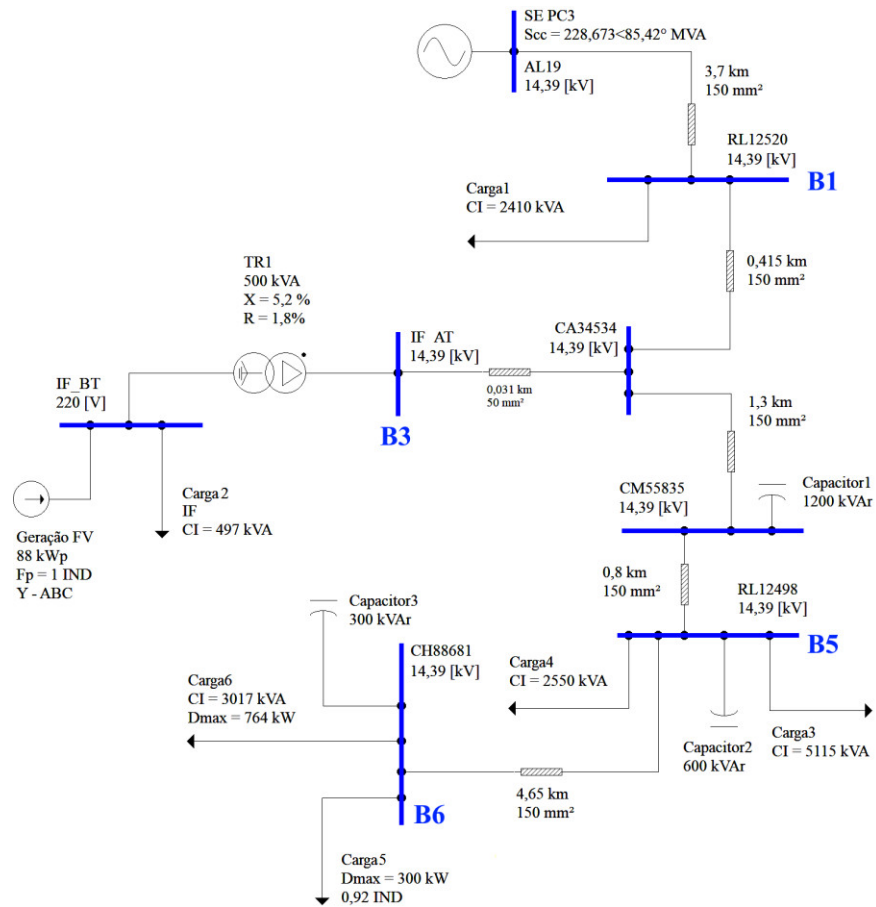 SE PC3
Scc = 228,673<85,42° MVA
AL19
14,39 [kV]
3,7 km
150 mm²
RL12520
14,39 [kV]
B1
Carga1
CI = 2410 kVA
0,415 km
150 mm²
TR1
500 kVA
X = 5,2 %
R = 1,8%
IF_AT
14,39 [kV]
B3
0,031 km
50 mm²
CA34534
14,39 [kV]
IF_BT
220 [V]
1,3 km
150 mm²
Geração FV
88 kWp
Fp = 1 IND
Y - ABC
Carga2
IF
CI = 497 kVA
CM55835
14,39 [kV]
Capacitor1
1200 kVAr
0,8 km
150 mm²
RL12498
14,39 [kV]
B5
Capacitor3
300 kVAr
CH88681
14,39 [kV]
Carga4
CI = 2550 kVA
Carga6
CI = 3017 kVA
Dmax = 764 kW
Capacitor2
600 kVAr
Carga3
CI = 5115 kVA
4,65 km
150 mm²
B6
Carga5
Dmax = 300 kW
0,92 IND